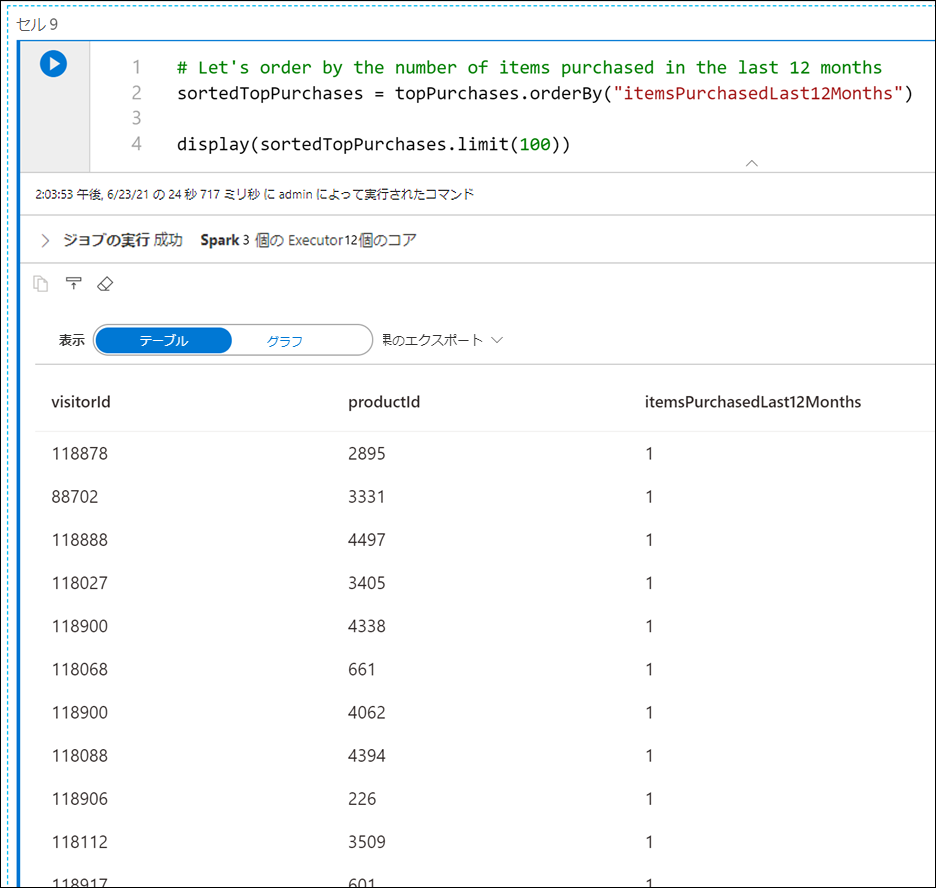 セル 9
1 # Let's order by the number of items purchased in the last 12 months
2 sortedTopPurchases = topPurchases.orderBy("itemsPurchasedLast12Months")
3
4 display(sortedTopPurchases.limit(100))
2:03:53 午後, 6/23/21 の 24 秒 717 ミリ秒 に admin によって実行されたコマンド
ジョブの実行 成功 Spark 3 個の Executor12個のコア
表示 テーブル グラフ 果のエクスポート
visitorId productId itemsPurchasedLast12Months
118878 2895 1
88702 3331 1
118888 4497 1
118027 3405 1
118900 4338 1
118068 661 1
118900 4062 1
118088 4394 1
118906 226 1
118112 3509 1
118917 601 1